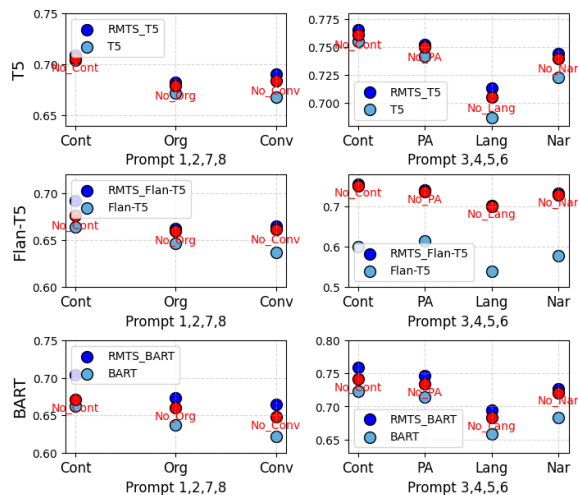 T5
0.75
0.70
0.65
RMTS_T5
T5
No_Cont
No_Org
No_Conv
Cont
Org
Conv
Prompt 1,2,7,8
0.775
0.750
0.725
0.700
No_Cont
No_PA
No_Lang
No_Nar
RMTS_T5
T5
Cont
PA
Lang
Nar
Prompt 3,4,5,6
Flan-T5
0.70
0.65
0.60
RMTS_Flan-T5
Flan-T5
No_Cont
No_Org
No_Conv
Cont
Org
Conv
Prompt 1,2,7,8
0.7
0.6
0.5
No_Cont
No_PA
No_Lang
No_Nar
RMTS_Flan-T5
Flan-T5
Cont
PA
Lang
Nar
Prompt 3,4,5,6
BART
0.75
0.70
0.65
0.60
RMTS_BART
BART
No_Cont
No_Org
No_Conv
Cont
Org
Conv
Prompt 1,2,7,8
0.80
0.75
0.70
0.65
No_Cont
No_PA
No_Lang
No_Nar
RMTS_BART
BART
Cont
PA
Lang
Nar
Prompt 3,4,5,6